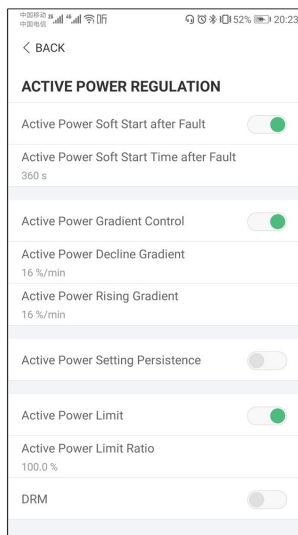 中国移动 26 46
中国电信
52% 20:23
< BACK
ACTIVE POWER REGULATION
Active Power Soft Start after Fault
Active Power Soft Start Time after Fault
360 s
Active Power Gradient Control
Active Power Decline Gradient
16 %/min
Active Power Rising Gradient
16 %/min
Active Power Setting Persistence
Active Power Limit
Active Power Limit Ratio
100.0 %
DRM